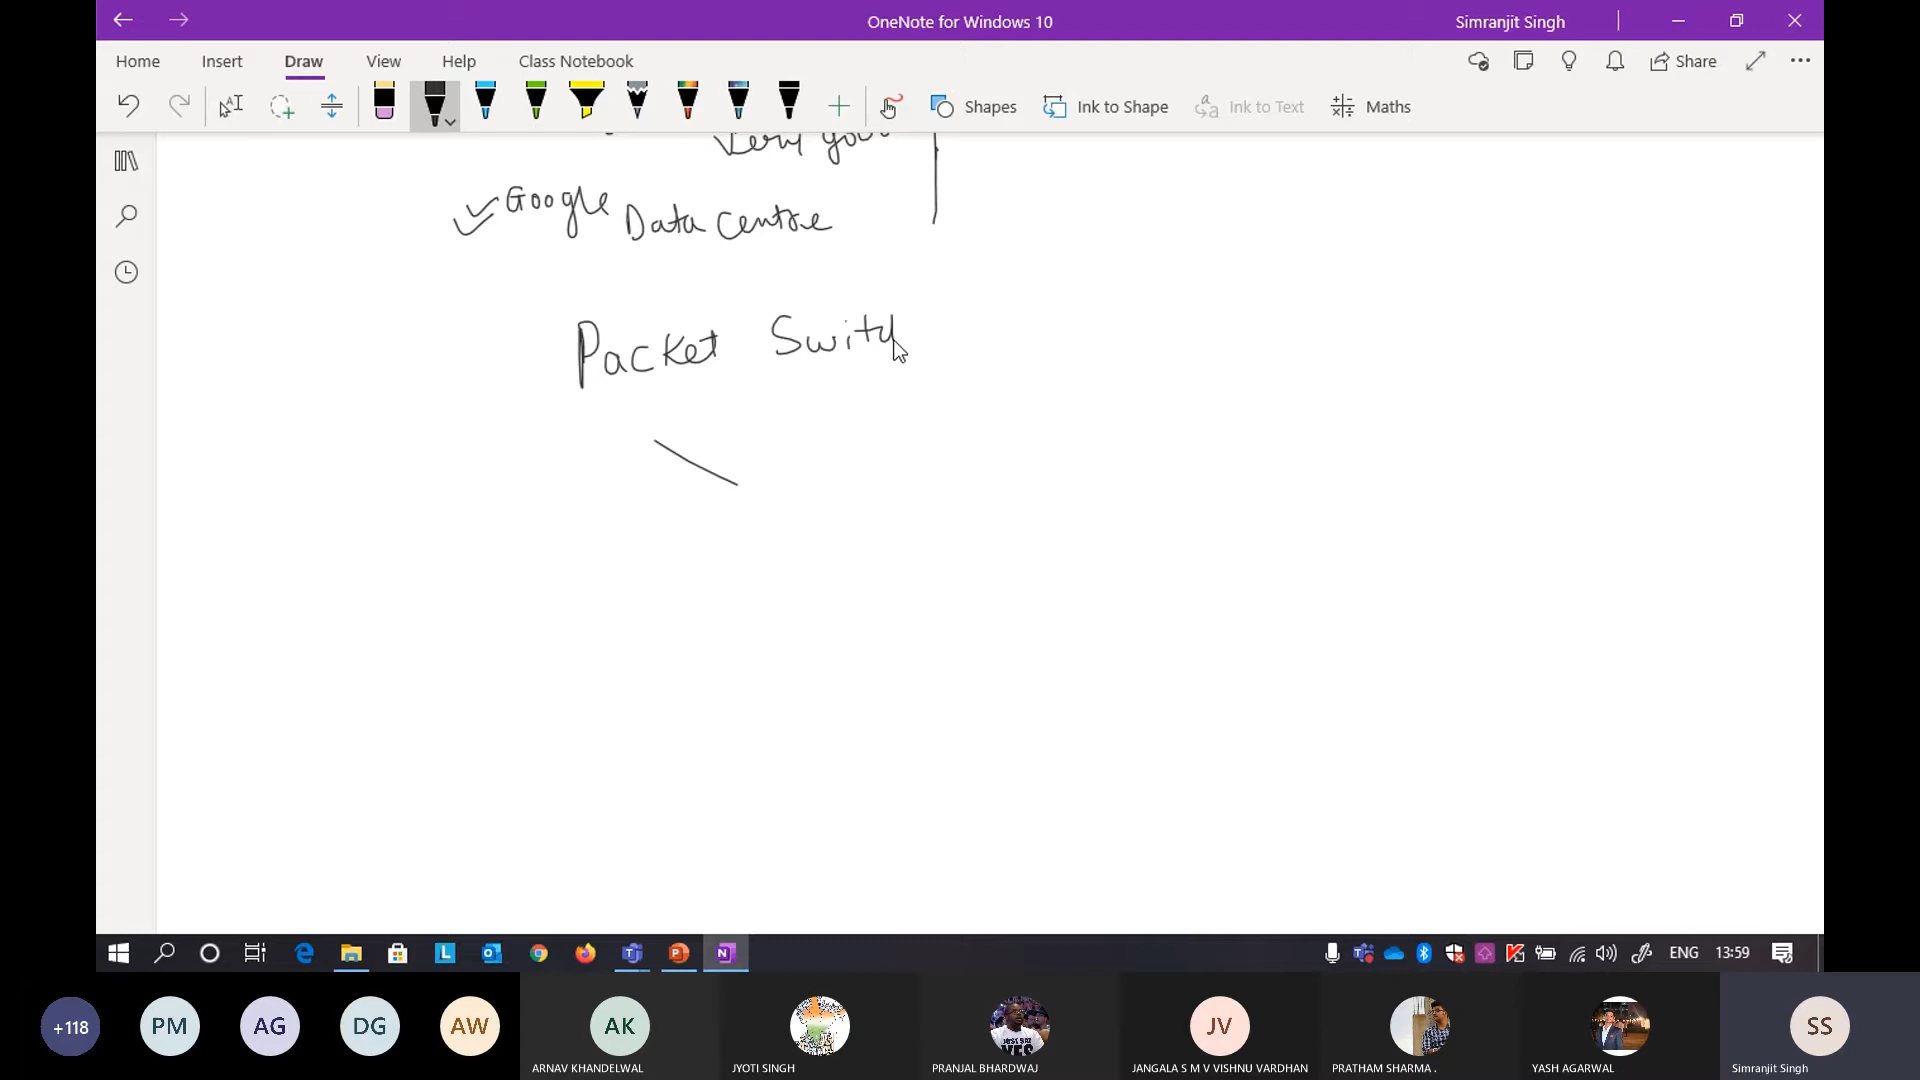 OneNote for Windows 10
Simranjit Singh
Home Insert Draw View Help Class Notebook
Share
Shapes Ink to Shape Ink to Text Maths
Very
Google Data Centre
Packet Switc
ENG 13:59
+118 PM AG DG AW AK JV SS
ARNAV KHANDELWAL JYOTI SINGH PRANJAL BHARDWAJ JANGALA S M V VISHNU VARDHAN PRATHAM SHARMA . YASH AGARWAL Simranjit Singh